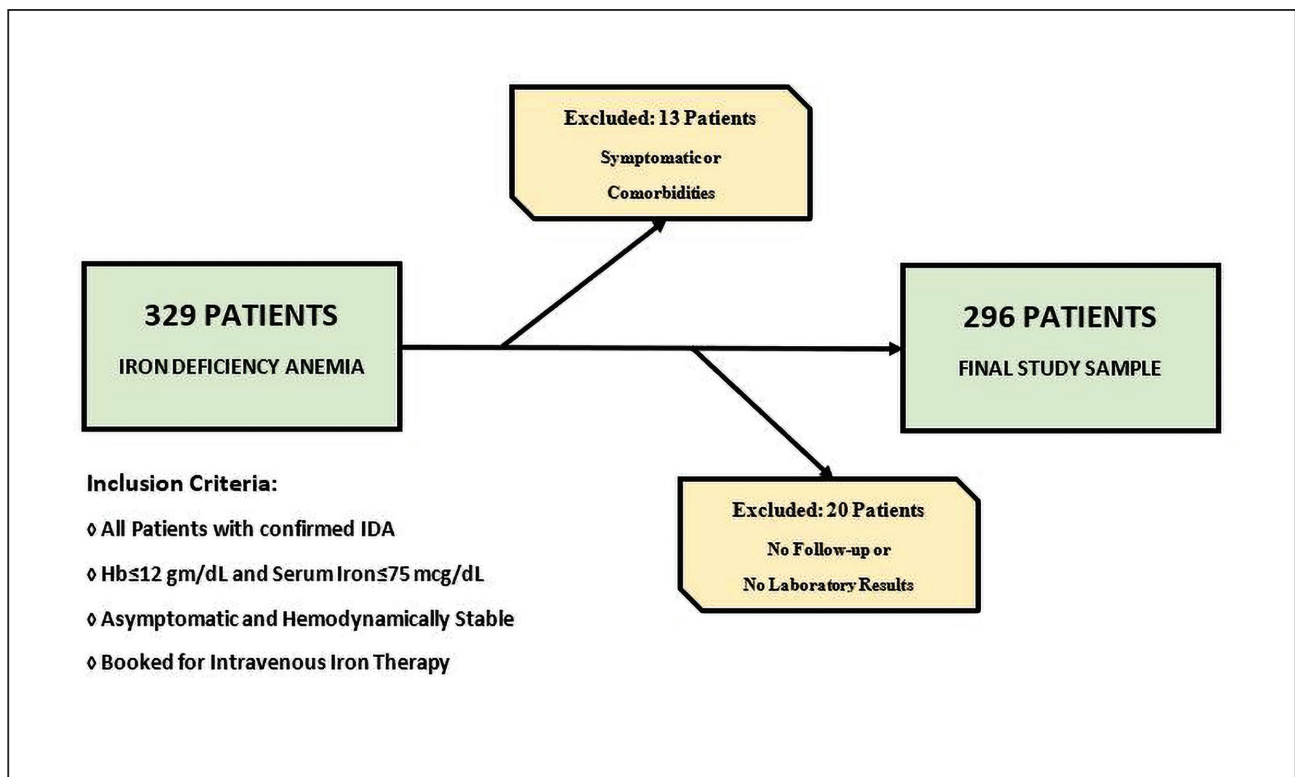 Excluded: 13 Patients
Symptomatic or
Comorbidities
329 PATIENTS
IRON DEFICIENCY ANEMIA
296 PATIENTS
FINAL STUDY SAMPLE
Excluded: 20 Patients
No Follow-up or
No Laboratory Results
Inclusion Criteria:
◊ All Patients with confirmed IDA
◊ Hb≤12 gm/dL and Serum Iron≤75 mcg/dL
◊ Asymptomatic and Hemodynamically Stable
◊ Booked for Intravenous Iron Therapy